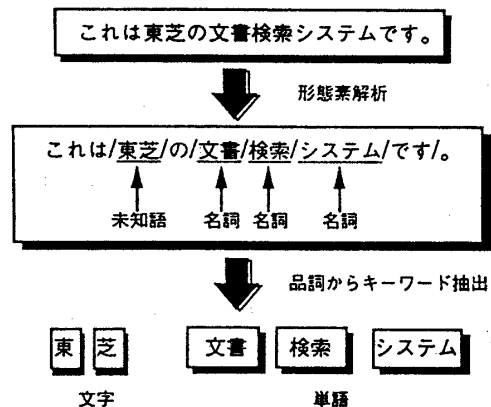 これは東芝の文書検索システムです。
形態素解析
これは/東芝/の/文書/検索/システム/です/。
未知語 名詞 名詞 名詞
品詞からキーワード抽出
東 芝 文書 検索 システム
文字 単語